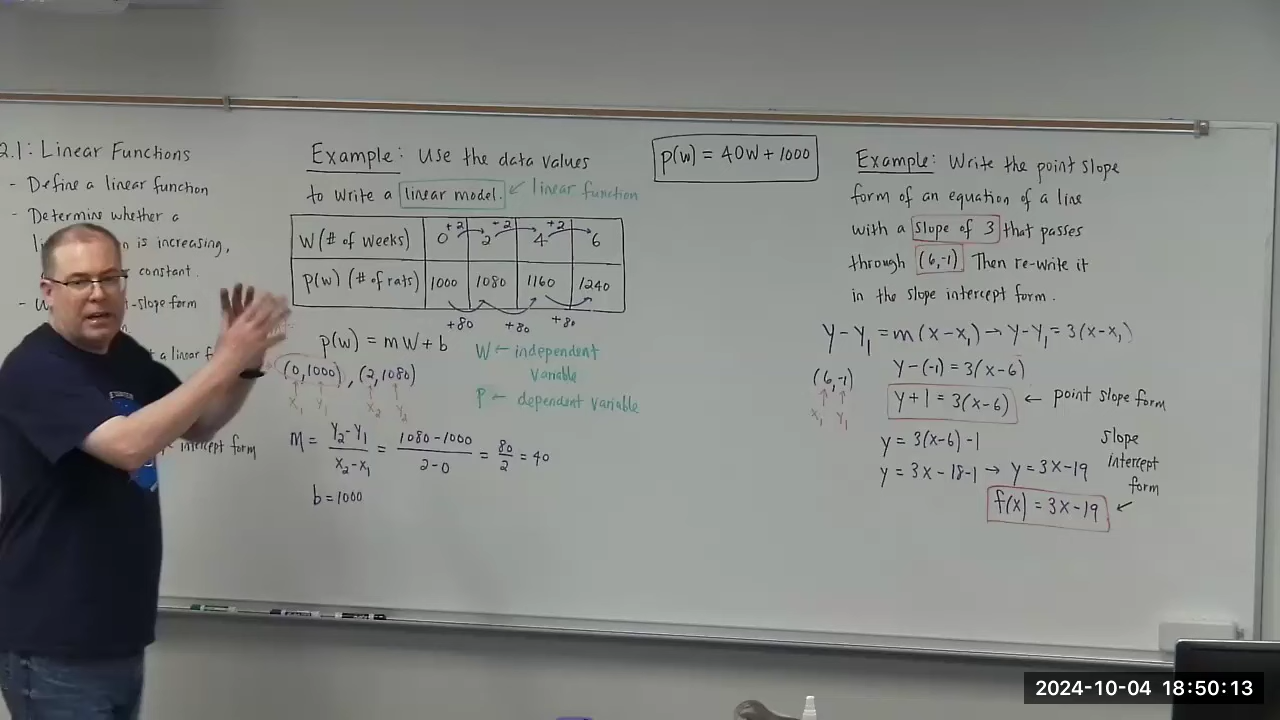 2.1: Linear Functions
- Define a linear function
- Determine whether a
is increasing,
constant.
-slope form
a linear f
intercept form
Example: Use the data values
to write a linear model. ← linear function
W (# of weeks) 0 +2 2 +2 4 +2 6
P(w) (# of rats) 1000 1080 1160 1240
+80 +80 +80
p(w) = mw + b
W ← independent
variable
P ← dependent variable
(0,1000), (2,1080)
x₁ y₁ x₂ y₂
M = (y₂-y₁)/(x₂-x₁) = (1080-1000)/(2-0) = 80/2 = 40
b = 1000
p(w) = 40w + 1000
Example: Write the point slope
form of an equation of a line
with a slope of 3 that passes
through (6,-1) Then re-write it
in the slope intercept form.
y-y₁ = m(x-x₁) → y-y₁ = 3(x-x₁)
(6,-1)
x₁ y₁
y-(-1) = 3(x-6)
y+1 = 3(x-6) ← point slope form
y = 3(x-6)-1
y = 3x-18-1 → y = 3x-19
f(x) = 3x-19 ←
slope
intercept
form
2024-10-04 18:50:13